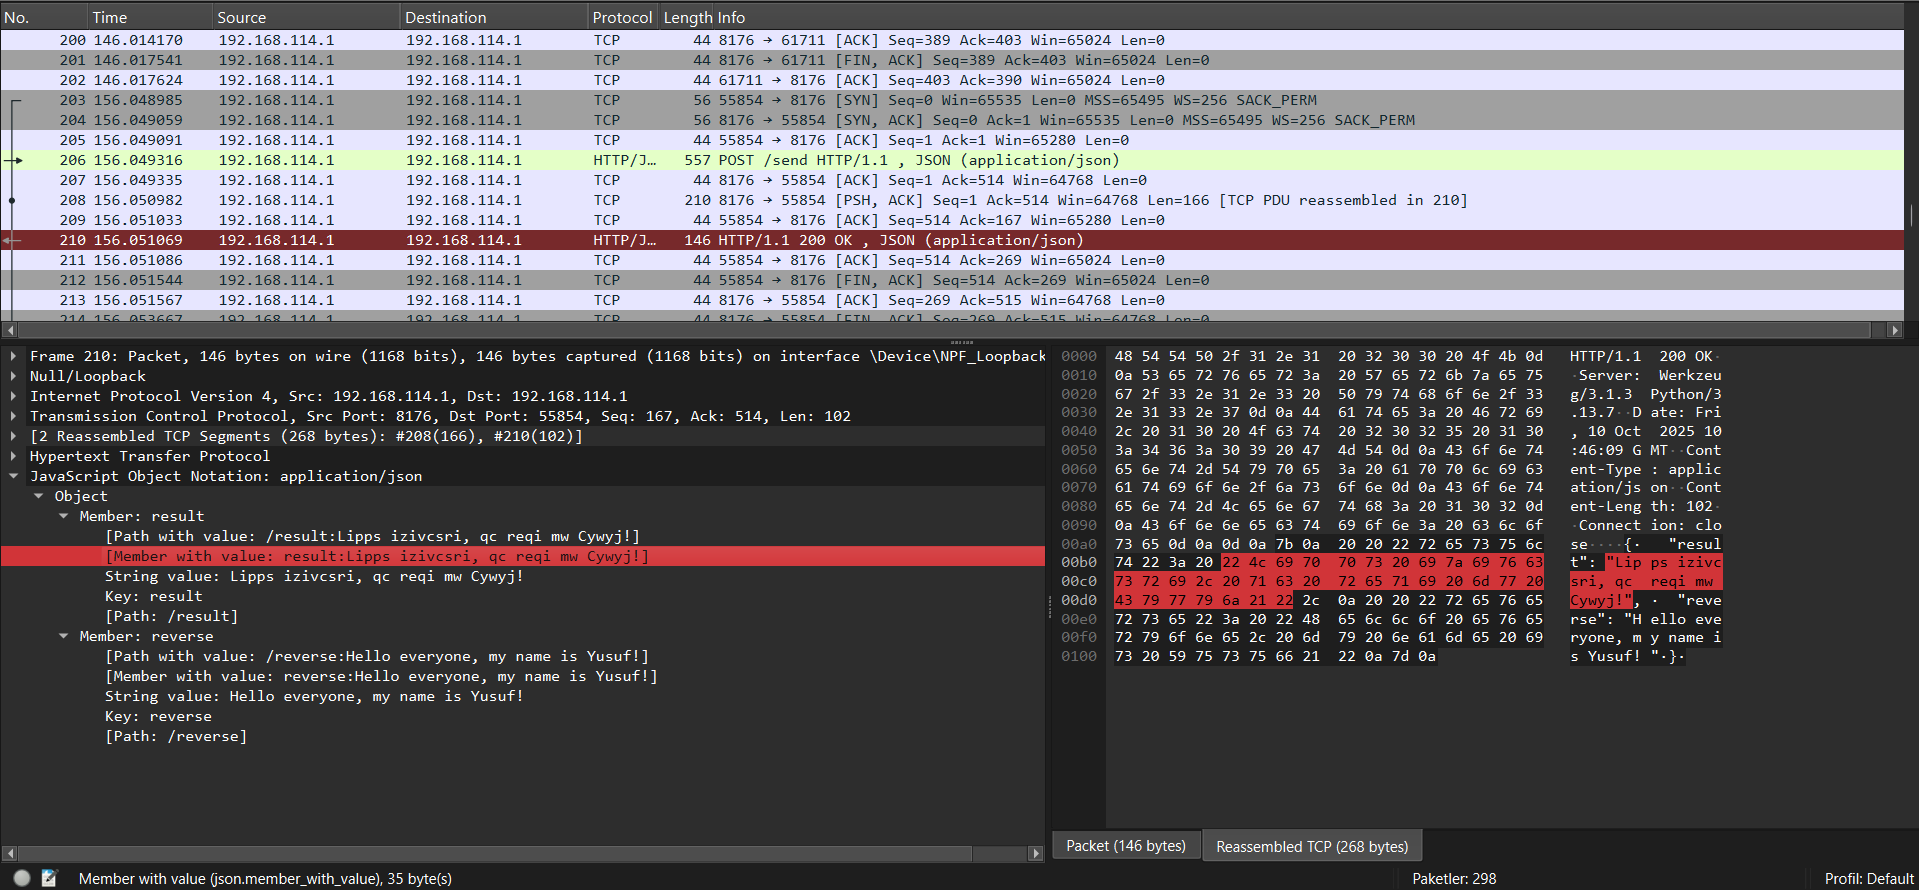 No. Time Source Destination Protocol Length Info
200 146.014170 192.168.114.1 192.168.114.1 TCP 44 8176 → 61711 [ACK] Seq=389 Ack=403 Win=65024 Len=0
201 146.017541 192.168.114.1 192.168.114.1 TCP 44 8176 → 61711 [FIN, ACK] Seq=389 Ack=403 Win=65024 Len=0
202 146.017624 192.168.114.1 192.168.114.1 TCP 44 61711 → 8176 [ACK] Seq=403 Ack=390 Win=65024 Len=0
203 156.048985 192.168.114.1 192.168.114.1 TCP 56 55854 → 8176 [SYN] Seq=0 Win=65535 Len=0 MSS=65495 WS=256 SACK_PERM
204 156.049059 192.168.114.1 192.168.114.1 TCP 56 8176 → 55854 [SYN, ACK] Seq=0 Ack=1 Win=65535 Len=0 MSS=65495 WS=256 SACK_PERM
205 156.049091 192.168.114.1 192.168.114.1 TCP 44 55854 → 8176 [ACK] Seq=1 Ack=1 Win=65280 Len=0
206 156.049316 192.168.114.1 192.168.114.1 HTTP/J… 557 POST /send HTTP/1.1 , JSON (application/json)
207 156.049335 192.168.114.1 192.168.114.1 TCP 44 8176 → 55854 [ACK] Seq=1 Ack=514 Win=64768 Len=0
208 156.050982 192.168.114.1 192.168.114.1 TCP 210 8176 → 55854 [PSH, ACK] Seq=1 Ack=514 Win=64768 Len=166 [TCP PDU reassembled in 210]
209 156.051033 192.168.114.1 192.168.114.1 TCP 44 55854 → 8176 [ACK] Seq=514 Ack=167 Win=65280 Len=0
210 156.051069 192.168.114.1 192.168.114.1 HTTP/J… 146 HTTP/1.1 200 OK , JSON (application/json)
211 156.051086 192.168.114.1 192.168.114.1 TCP 44 55854 → 8176 [ACK] Seq=514 Ack=269 Win=65024 Len=0
212 156.051544 192.168.114.1 192.168.114.1 TCP 44 55854 → 8176 [FIN, ACK] Seq=514 Ack=269 Win=65024 Len=0
213 156.051567 192.168.114.1 192.168.114.1 TCP 44 8176 → 55854 [ACK] Seq=269 Ack=515 Win=64768 Len=0
214 156.053667 192.168.114.1 192.168.114.1 TCP 44 8176 → 55854 [FIN, ACK] Seq=269 Ack=515 Win=64768 Len=0
Frame 210: Packet, 146 bytes on wire (1168 bits), 146 bytes captured (1168 bits) on interface \Device\NPF_Loopback
Null/Loopback
Internet Protocol Version 4, Src: 192.168.114.1, Dst: 192.168.114.1
Transmission Control Protocol, Src Port: 8176, Dst Port: 55854, Seq: 167, Ack: 514, Len: 102
[2 Reassembled TCP Segments (268 bytes): #208(166), #210(102)]
Hypertext Transfer Protocol
JavaScript Object Notation: application/json
Object
Member: result
[Path with value: /result:Lipps izivcsri, qc reqi mw Cywyj!]
[Member with value: result:Lipps izivcsri, qc reqi mw Cywyj!]
String value: Lipps izivcsri, qc reqi mw Cywyj!
Key: result
[Path: /result]
Member: reverse
[Path with value: /reverse:Hello everyone, my name is Yusuf!]
[Member with value: reverse:Hello everyone, my name is Yusuf!]
String value: Hello everyone, my name is Yusuf!
Key: reverse
[Path: /reverse]
0000 48 54 54 50 2f 31 2e 31 20 32 30 30 20 4f 4b 0d HTTP/1.1 200 OK·
0010 0a 53 65 72 76 65 72 3a 20 57 65 72 6b 7a 65 75 ·Server: Werkzeu
0020 67 2f 33 2e 31 2e 33 20 50 79 74 68 6f 6e 2f 33 g/3.1.3 Python/3
0030 2e 31 33 2e 37 0d 0a 44 61 74 65 3a 20 46 72 69 .13.7··D ate: Fri
0040 2c 20 31 30 20 4f 63 74 20 32 30 32 35 20 31 30 , 10 Oct 2025 10
0050 3a 34 36 3a 30 39 20 47 4d 54 0d 0a 43 6f 6e 74 :46:09 G MT··Cont
0060 65 6e 74 2d 54 79 70 65 3a 20 61 70 70 6c 69 63 ent-Type : applic
0070 61 74 69 6f 6e 2f 6a 73 6f 6e 0d 0a 43 6f 6e 74 ation/js on··Cont
0080 65 6e 74 2d 4c 65 6e 67 74 68 3a 20 31 30 32 0d ent-Leng th: 102·
0090 0a 43 6f 6e 6e 65 63 74 69 6f 6e 3a 20 63 6c 6f ·Connect ion: clo
00a0 73 65 0d 0a 0d 0a 7b 0a 20 20 22 72 65 73 75 6c se····{· "resul
00b0 74 22 3a 20 22 4c 69 70 70 73 20 69 7a 69 76 63 t": "Lip ps izivc
00c0 73 72 69 2c 20 71 63 20 72 65 71 69 20 6d 77 20 sri, qc reqi mw
00d0 43 79 77 79 6a 21 22 2c 0a 20 20 22 72 65 76 65 Cywyj!", · "reve
00e0 72 73 65 22 3a 20 22 48 65 6c 6c 6f 20 65 76 65 rse": "H ello eve
00f0 72 79 6f 6e 65 2c 20 6d 79 20 6e 61 6d 65 20 69 ryone, m y name i
0100 73 20 59 75 73 75 66 21 22 0a 7d 0a s Yusuf! "·}·
Packet (146 bytes) Reassembled TCP (268 bytes)
Member with value (json.member_with_value), 35 byte(s) Paketler: 298 Profil: Default